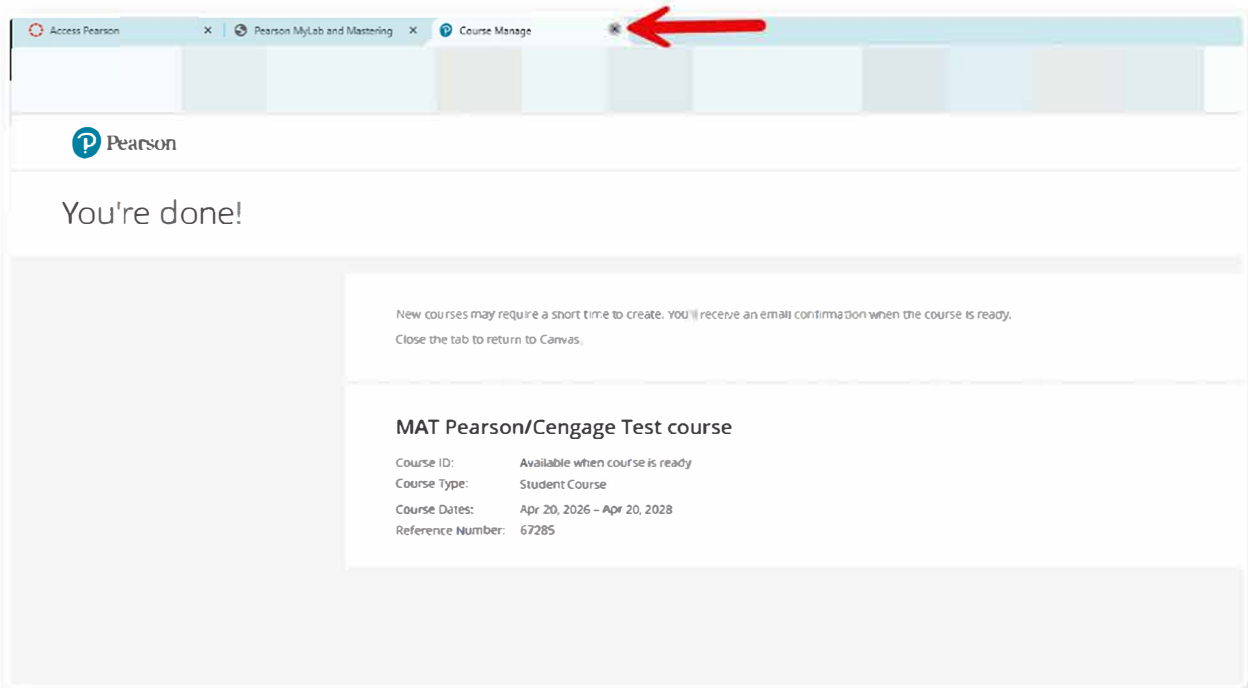 Access Pearson
Pearson MyLab and Mastering
Course Manage
Pearson
You're done!
New courses may require a short time to create. You'll receive an email confirmation when the course is ready.
Close the tab to return to Canvas.
MAT Pearson/Cengage Test course
Course ID: Available when course is ready
Course Type: Student Course
Course Dates: Apr 20, 2026 – Apr 20, 2028
Reference Number: 67285